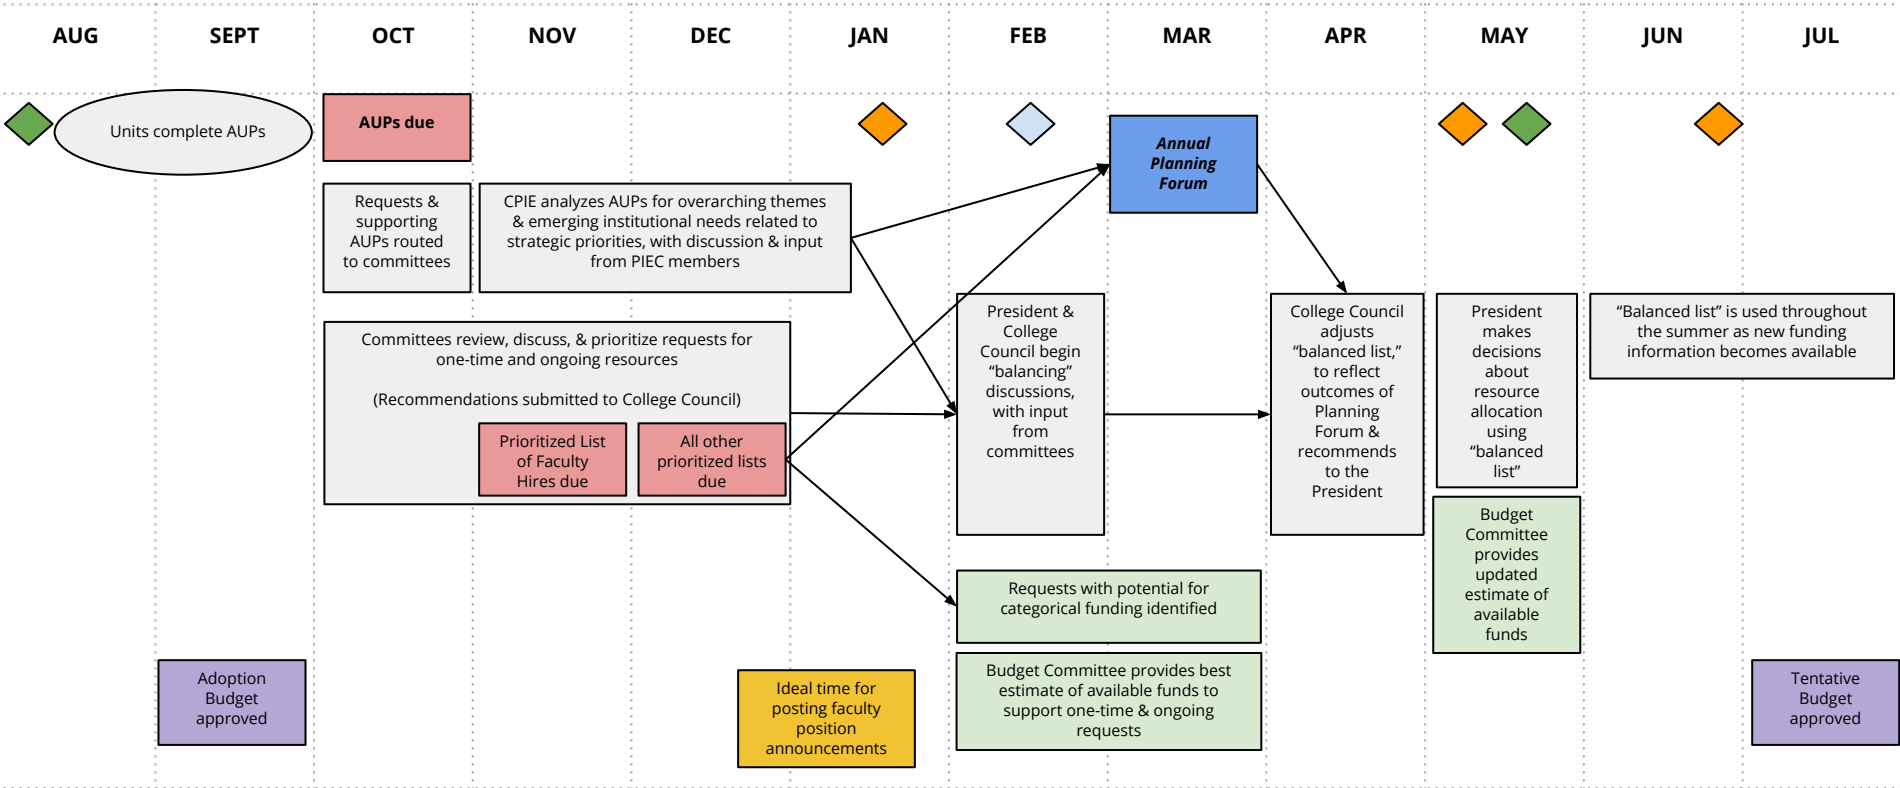 AUG
SEPT
OCT
NOV
DEC
JAN
FEB
MAR
APR
MAY
JUN
JUL
Units complete AUPs
AUPs due
Annual
Planning
Forum
Requests &
supporting
AUPs routed
to committees
CPIE analyzes AUPs for overarching themes
& emerging institutional needs related to
strategic priorities, with discussion & input
from PIEC members
Committees review, discuss, & prioritize requests for
one-time and ongoing resources
(Recommendations submitted to College Council)
Prioritized List
of Faculty
Hires due
All other
prioritized lists
due
President &
College
Council begin
“balancing”
discussions,
with input
from
committees
College Council
adjusts
“balanced list,”
to reflect
outcomes of
Planning
Forum &
recommends
to the
President
President
makes
decisions
about
resource
allocation
using
“balanced
list”
“Balanced list” is used throughout
the summer as new funding
information becomes available
Budget
Committee
provides
updated
estimate of
available
funds
Requests with potential for
categorical funding identified
Budget Committee provides best
estimate of available funds to
support one-time & ongoing
requests
Adoption
Budget
approved
Ideal time for
posting faculty
position
announcements
Tentative
Budget
approved